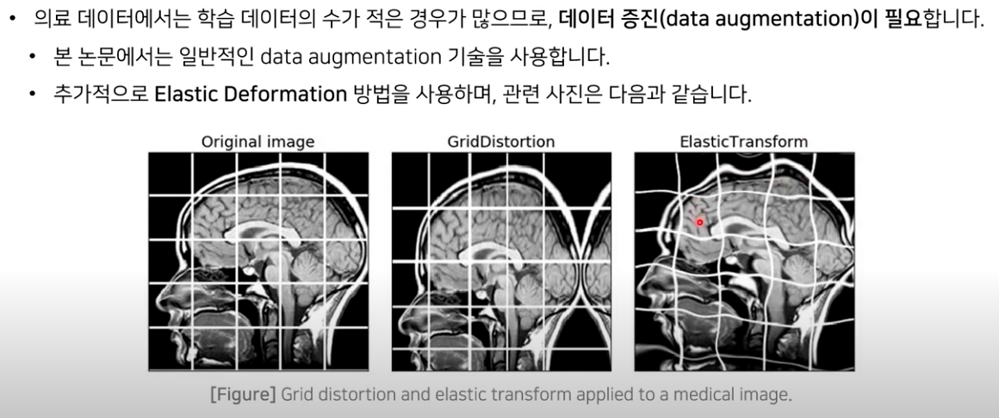 • 의료 데이터에서는 학습 데이터의 수가 적은 경우가 많으므로, 데이터 증진(data augmentation)이 필요합니다.
• 본 논문에서는 일반적인 data augmentation 기술을 사용합니다.
• 추가적으로 Elastic Deformation 방법을 사용하며, 관련 사진은 다음과 같습니다.
Original image
GridDistortion
ElasticTransform
[Figure] Grid distortion and elastic transform applied to a medical image.